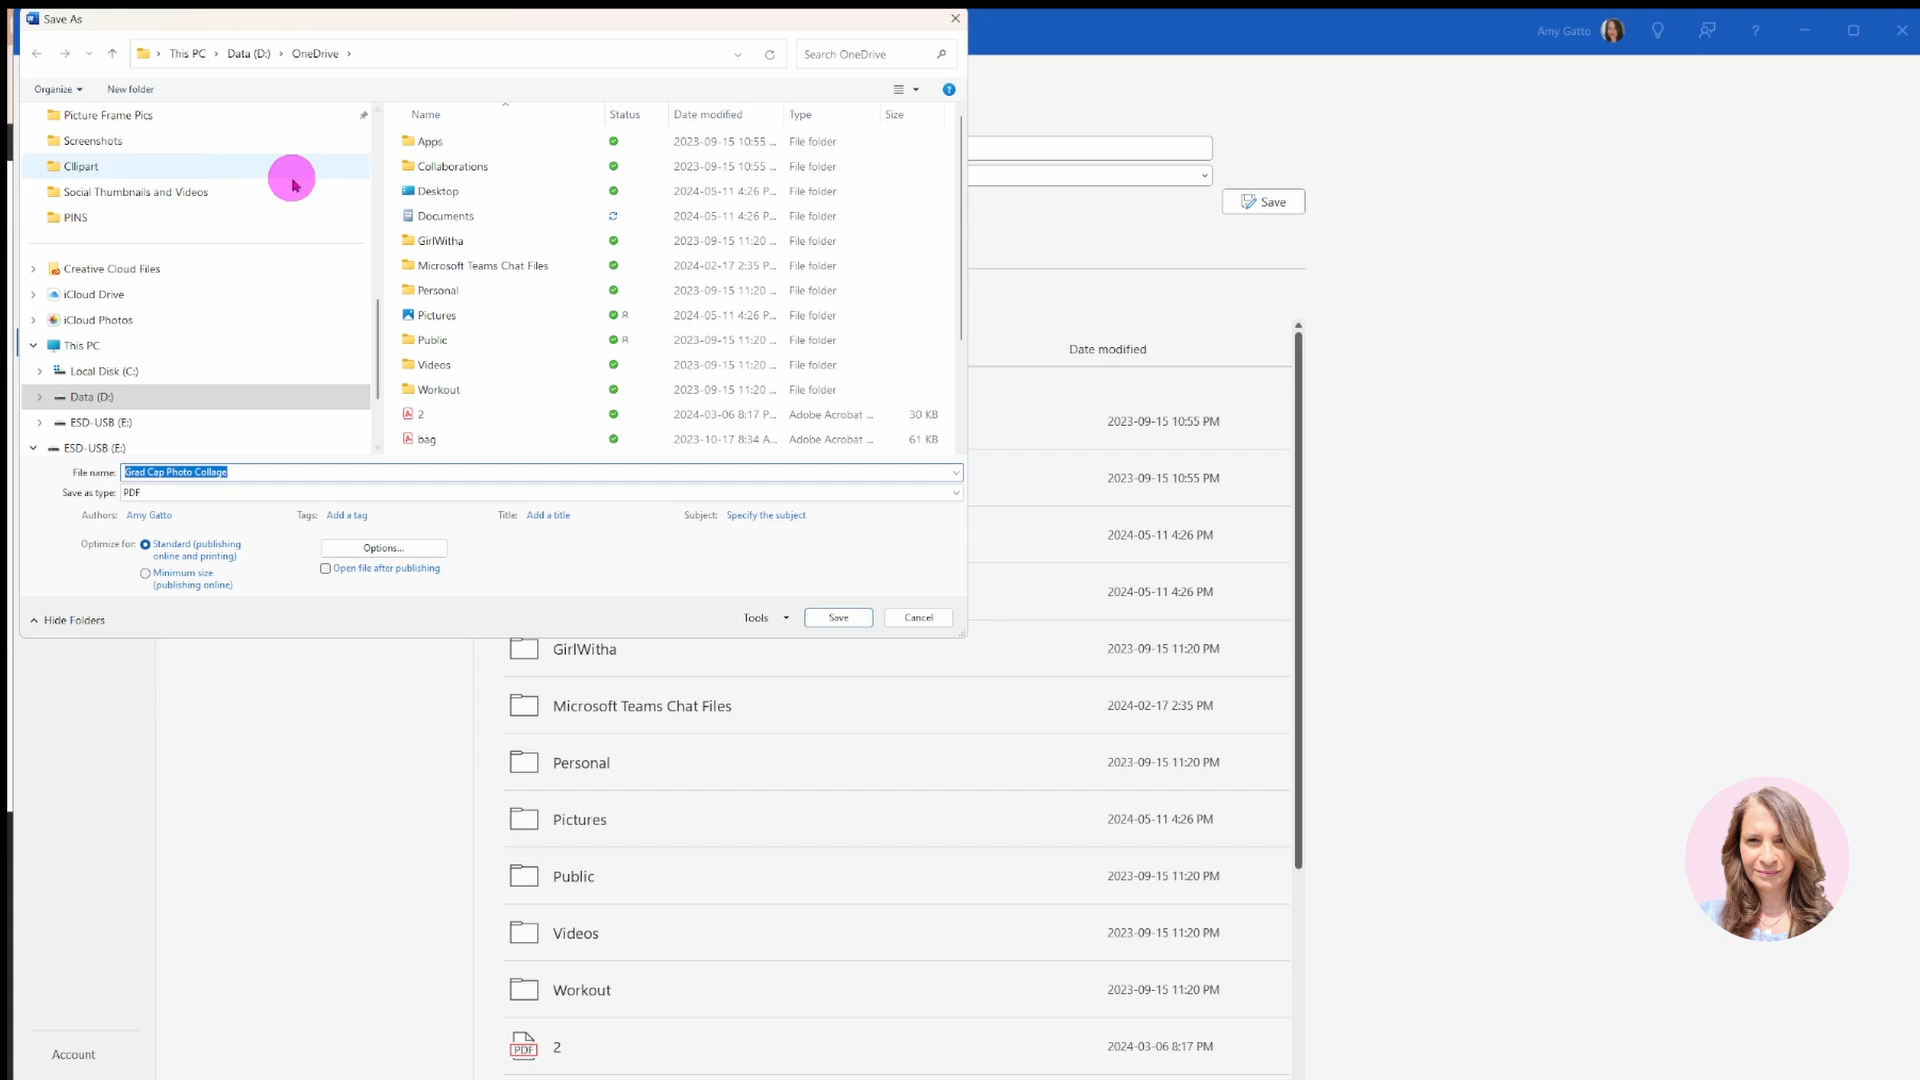 Save As
Amy Gatto
This PC
Data (D:)
OneDrive
Search OneDrive
Organize
New folder
Picture Frame Pics
Screenshots
Cllipart
Social Thumbnails and Videos
PINS
Creative Cloud Files
iCloud Drive
iCloud Photos
This PC
Local Disk (C:)
Data (D:)
ESD-USB (E:)
ESD-USB (E:)
Name Status Date modified Type Size
Apps 2023-09-15 10:55 ... File folder
Collaborations 2023-09-15 10:55 ... File folder
Desktop 2024-05-11 4:26 P... File folder
Documents 2024-05-11 4:26 P... File folder
GirlWitha 2023-09-15 11:20 ... File folder
Microsoft Teams Chat Files 2024-02-17 2:35 P... File folder
Personal 2023-09-15 11:20 ... File folder
Pictures 2024-05-11 4:26 P... File folder
Public 2023-09-15 11:20 ... File folder
Videos 2023-09-15 11:20 ... File folder
Workout 2023-09-15 11:20 ... File folder
2 2024-03-06 8:17 P... Adobe Acrobat ... 30 KB
bag 2023-10-17 8:34 A... Adobe Acrobat ... 61 KB
File name: Grad Cap Photo Collage
Save as type: PDF
Authors: Amy Gatto Tags: Add a tag Title: Add a title Subject: Specify the subject
Optimize for: Standard (publishing
online and printing)
Minimum size
(publishing online)
Options...
Open file after publishing
Hide Folders
Tools
Save
Cancel
Save
Date modified
2023-09-15 10:55 PM
2023-09-15 10:55 PM
2024-05-11 4:26 PM
2024-05-11 4:26 PM
GirlWitha 2023-09-15 11:20 PM
Microsoft Teams Chat Files 2024-02-17 2:35 PM
Personal 2023-09-15 11:20 PM
Pictures 2024-05-11 4:26 PM
Public 2023-09-15 11:20 PM
Videos 2023-09-15 11:20 PM
Workout 2023-09-15 11:20 PM
PDF 2 2024-03-06 8:17 PM
Account